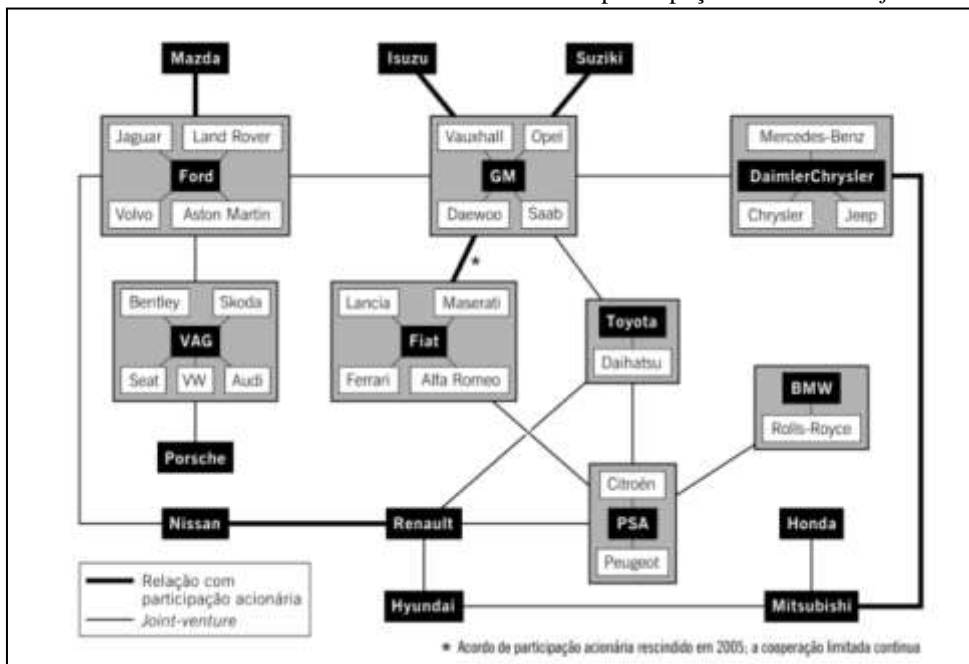 Mazda
Isuzu
Suziki
Jaguar
Land Rover
Ford
Volvo
Aston Martin
Vauxhall
Opel
GM
Daewoo
Saab
Mercedes-Benz
DaimlerChrysler
Chrysler
Jeep
*
Bentley
Skoda
VAG
Seat
VW
Audi
Lancia
Maserati
Fiat
Ferrari
Alfa Romeo
Toyota
Daihatsu
BMW
Rolls-Royce
Porsche
Citroén
PSA
Peugeot
Nissan
Renault
Honda
Hyundai
Mitsubishi
Relação com
participação acionária
Joint-venture
* Acordo de participação acionária rescindido em 2005; a cooperação limitada continua